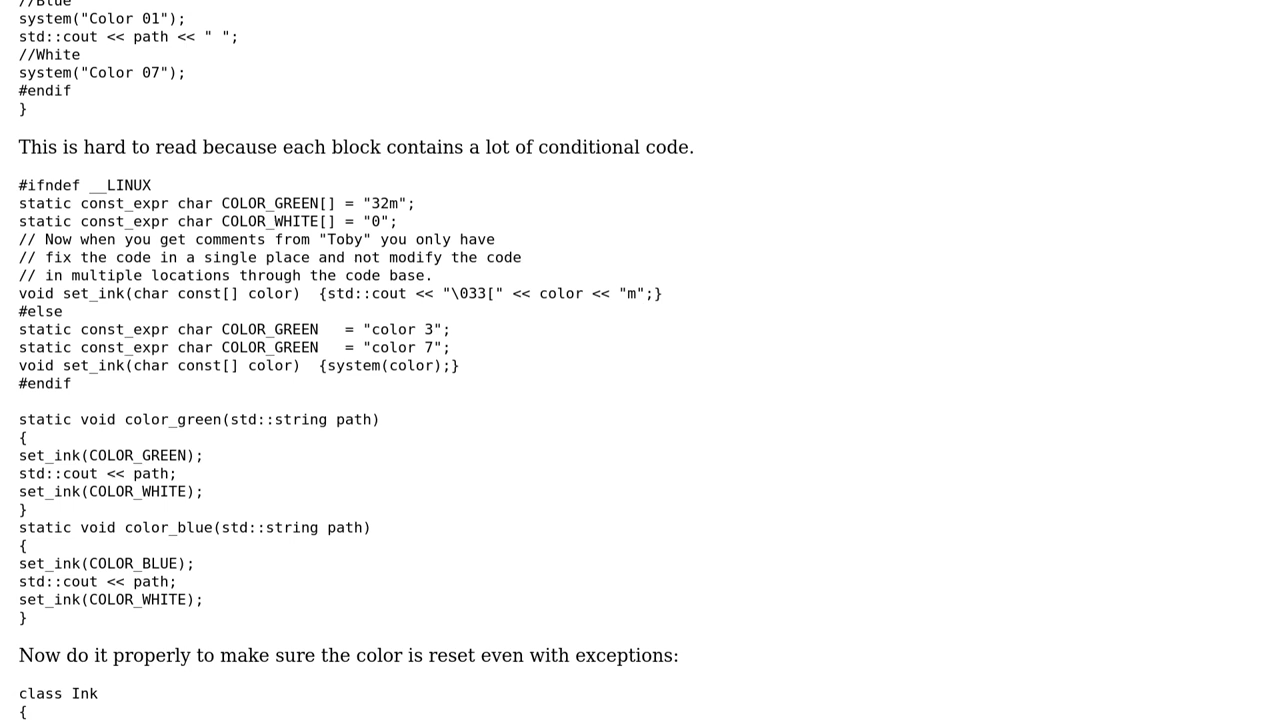 //Blue
system("Color 01");
std::cout << path << " ";
//White
system("Color 07");
#endif
}
This is hard to read because each block contains a lot of conditional code.
#ifndef __LINUX
static const_expr char COLOR_GREEN[] = "32m";
static const_expr char COLOR_WHITE[] = "0";
// Now when you get comments from "Toby" you only have
// fix the code in a single place and not modify the code
// in multiple locations through the code base.
void set_ink(char const[] color)  {std::cout << "\033[" << color << "m";}
#else
static const_expr char COLOR_GREEN   = "color 3";
static const_expr char COLOR_GREEN   = "color 7";
void set_ink(char const[] color)  {system(color);}
#endif
static void color_green(std::string path)
{
set_ink(COLOR_GREEN);
std::cout << path;
set_ink(COLOR_WHITE);
}
static void color_blue(std::string path)
{
set_ink(COLOR_BLUE);
std::cout << path;
set_ink(COLOR_WHITE);
}
Now do it properly to make sure the color is reset even with exceptions:
class Ink
{